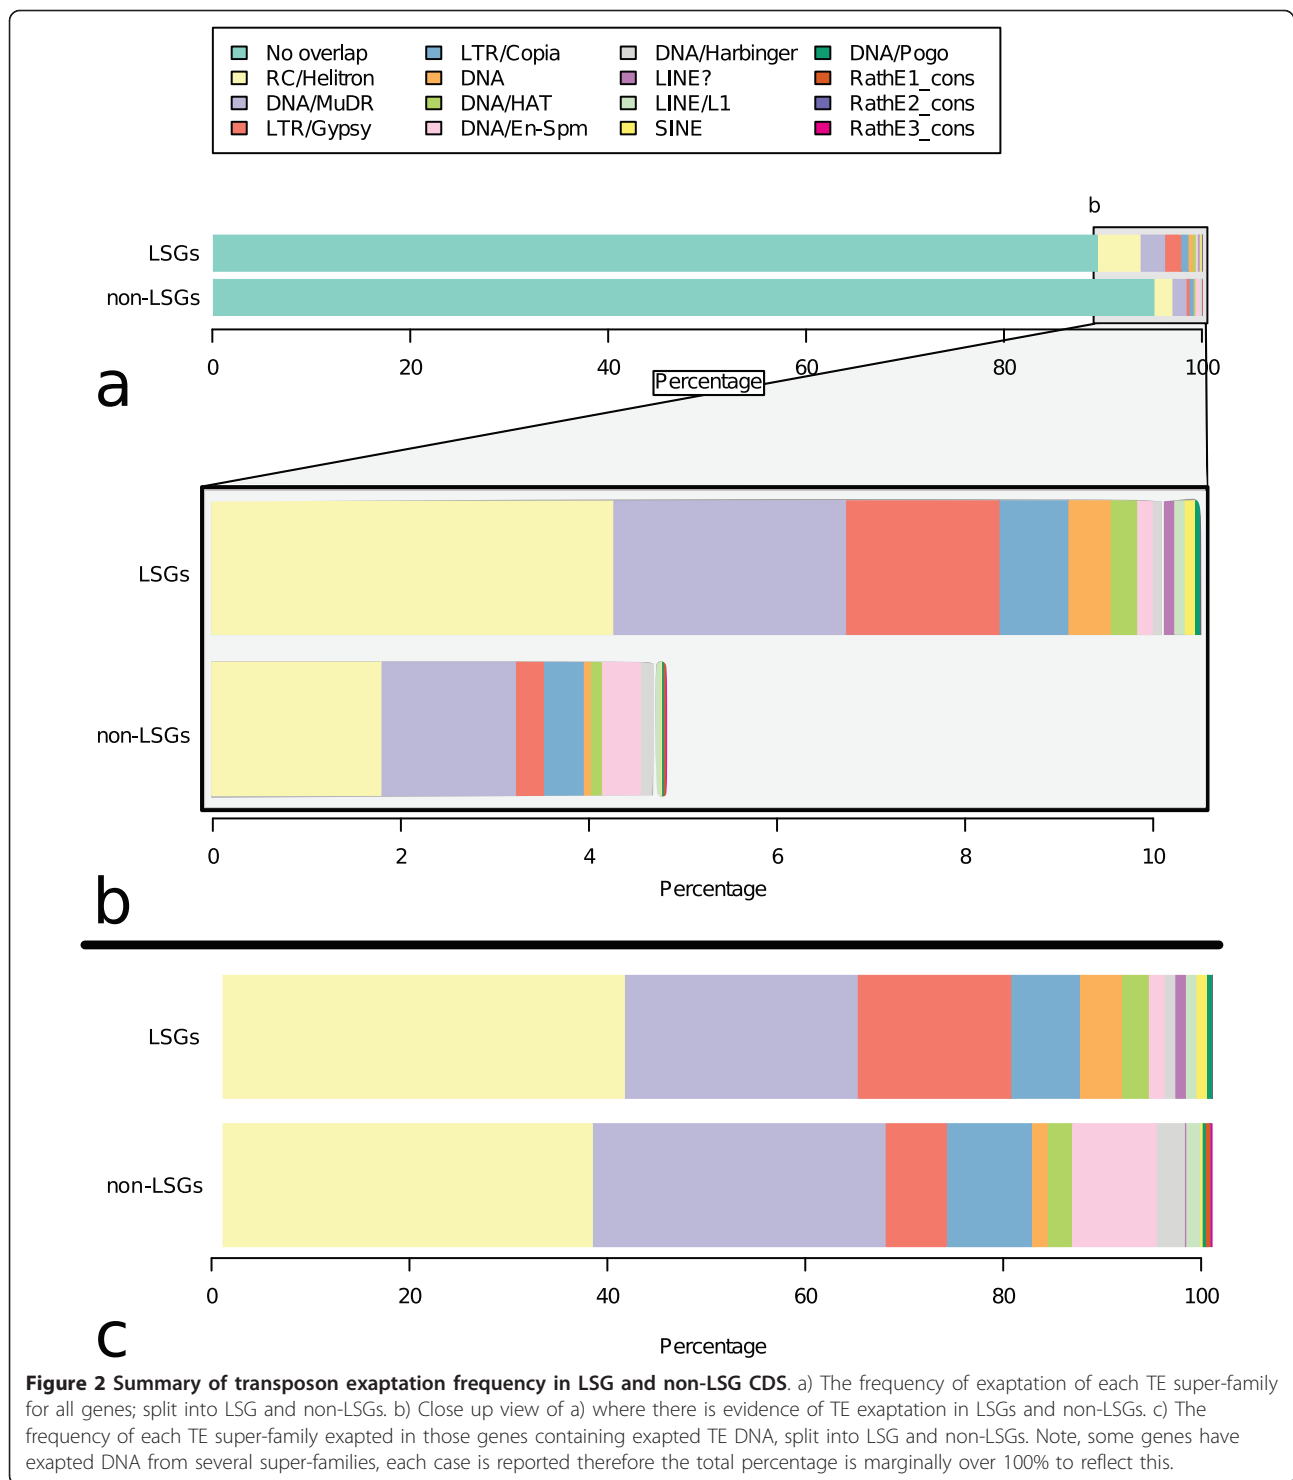 No overlap
RC/Helitron
DNA/MuDR
LTR/Gypsy
LTR/Copia
DNA
DNA/HAT
DNA/En-Spm
DNA/Harbinger
LINE?
LINE/L1
SINE
DNA/Pogo
RathE1_cons
RathE2_cons
RathE3_cons
b
LSGs
non-LSGs
0 20 40 60 80 100
Percentage
a
LSGs
non-LSGs
0 2 4 6 8 10
Percentage
b
LSGs
non-LSGs
0 20 40 60 80 100
Percentage
c
Figure 2 Summary of transposon exaptation frequency in LSG and non-LSG CDS. a) The frequency of exaptation of each TE super-family
for all genes; split into LSG and non-LSGs. b) Close up view of a) where there is evidence of TE exaptation in LSGs and non-LSGs. c) The
frequency of each TE super-family exapted in those genes containing exapted TE DNA, split into LSG and non-LSGs. Note, some genes have
exapted DNA from several super-families, each case is reported therefore the total percentage is marginally over 100% to reflect this.